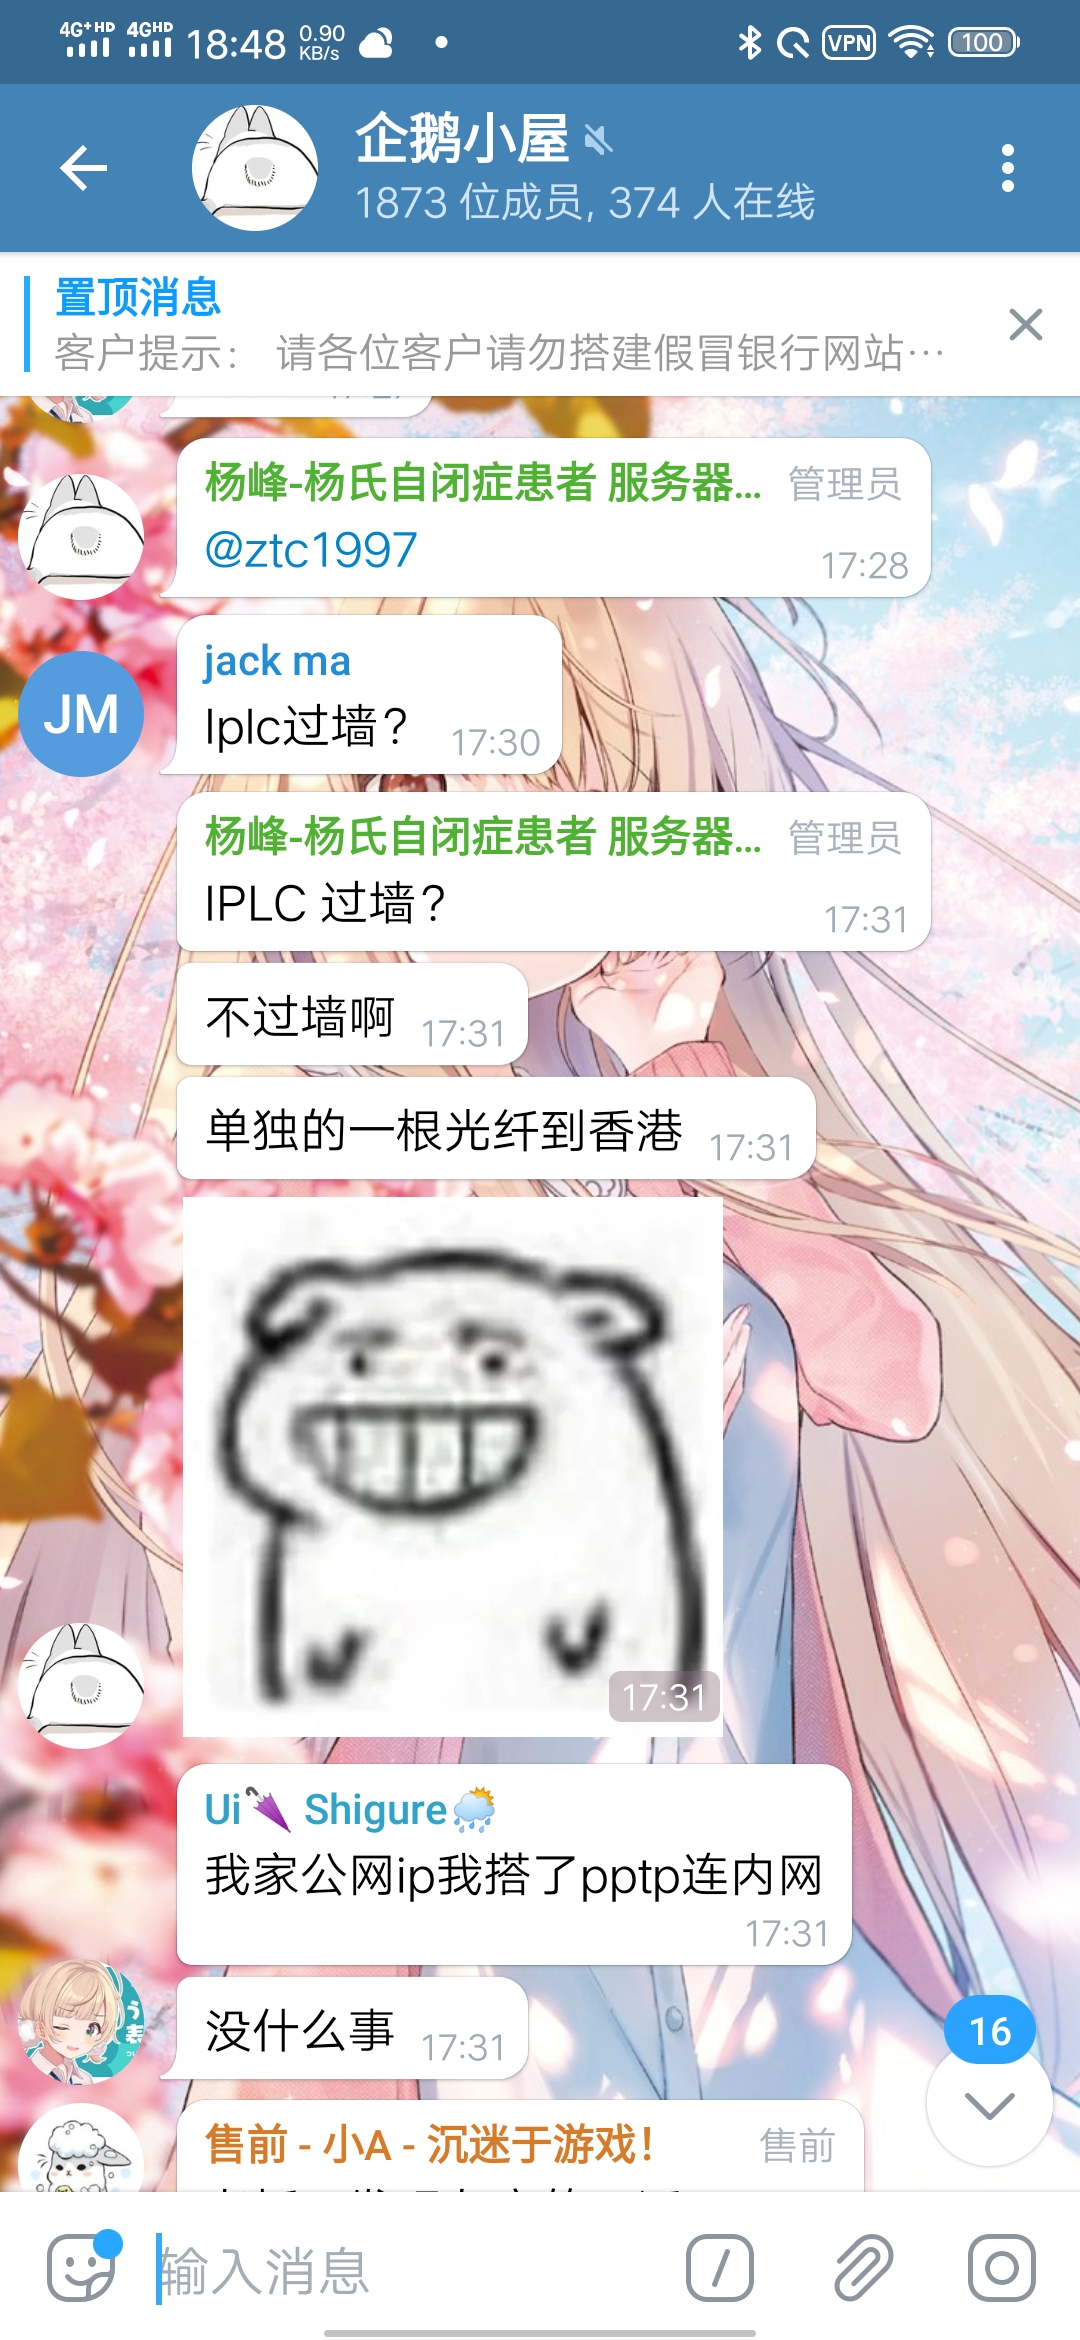 4G+HD 4GHD 18:48 0.90 KB/s VPN 100
企鹅小屋
1873 位成员, 374 人在线
置顶消息
客户提示： 请各位客户请勿搭建假冒银行网站…
杨峰-杨氏自闭症患者 服务器... 管理员
@ztc1997
17:28
JM
jack ma
Iplc过墙？ 17:30
杨峰-杨氏自闭症患者 服务器... 管理员
IPLC 过墙？
17:31
不过墙啊 17:31
单独的一根光纤到香港 17:31
17:31
Ui🌂 Shigure🌦
我家公网ip我搭了pptp连内网
17:31
没什么事 17:31
16
售前 - 小A - 沉迷于游戏！ 售前
输入消息